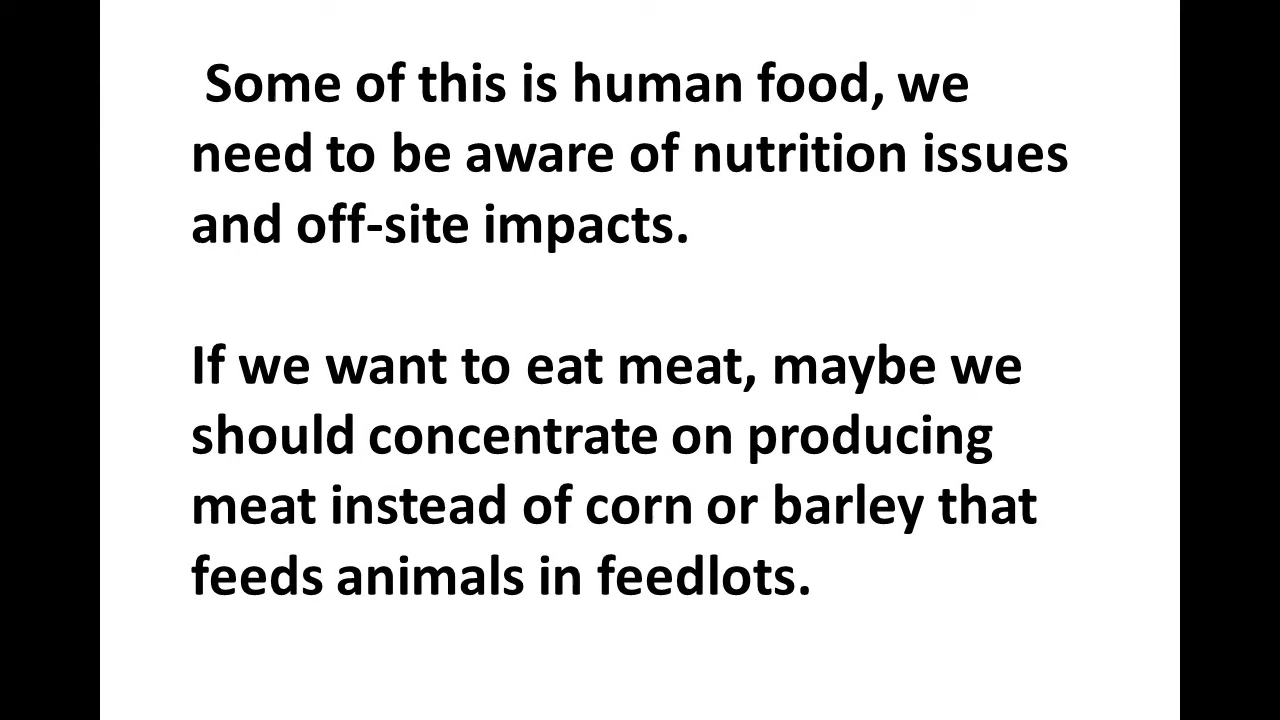 Some of this is human food, we
need to be aware of nutrition issues
and off-site impacts.
If we want to eat meat, maybe we
should concentrate on producing
meat instead of corn or barley that
feeds animals in feedlots.